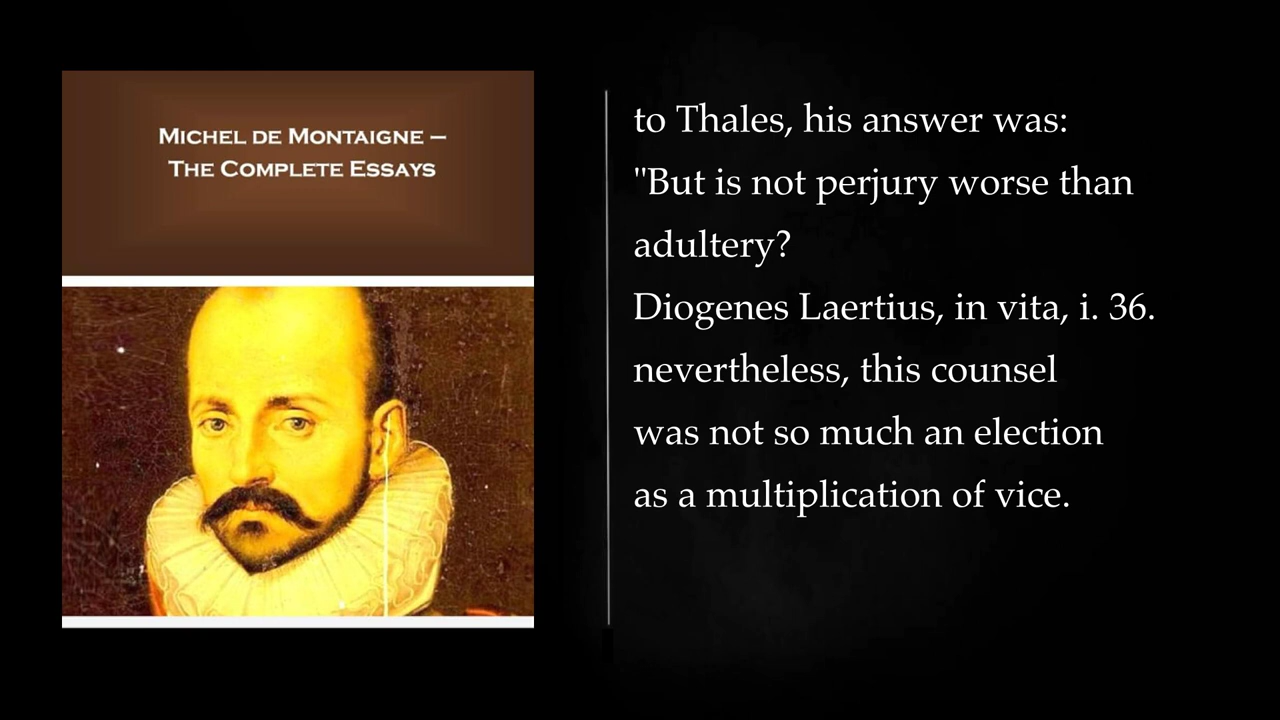 MICHEL DE MONTAIGNE –
THE COMPLETE ESSAYS
to Thales, his answer was:
"But is not perjury worse than
adultery?
Diogenes Laertius, in vita, i. 36.
nevertheless, this counsel
was not so much an election
as a multiplication of vice.